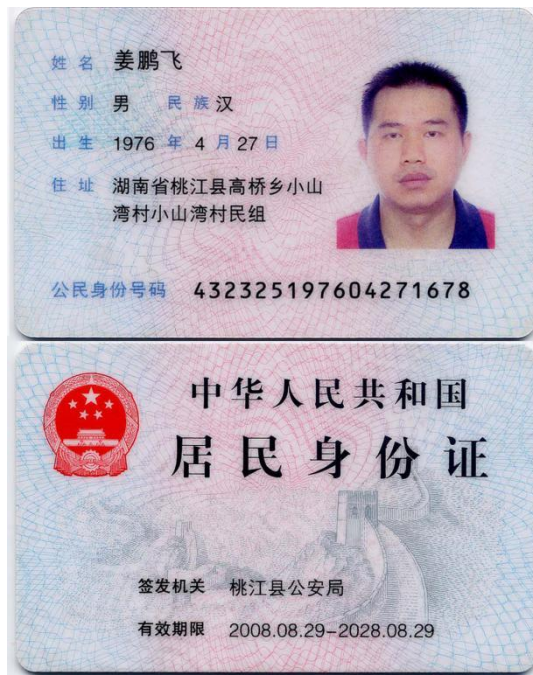 姓名 姜鹏飞
性别 男 民族 汉
出生 1976 年 4 月 27 日
住址 湖南省桃江县高桥乡小山
湾村小山湾村民组
公民身份号码 432325197604271678
中华人民共和国
居民身份证
签发机关 桃江县公安局
有效期限 2008.08.29-2028.08.29